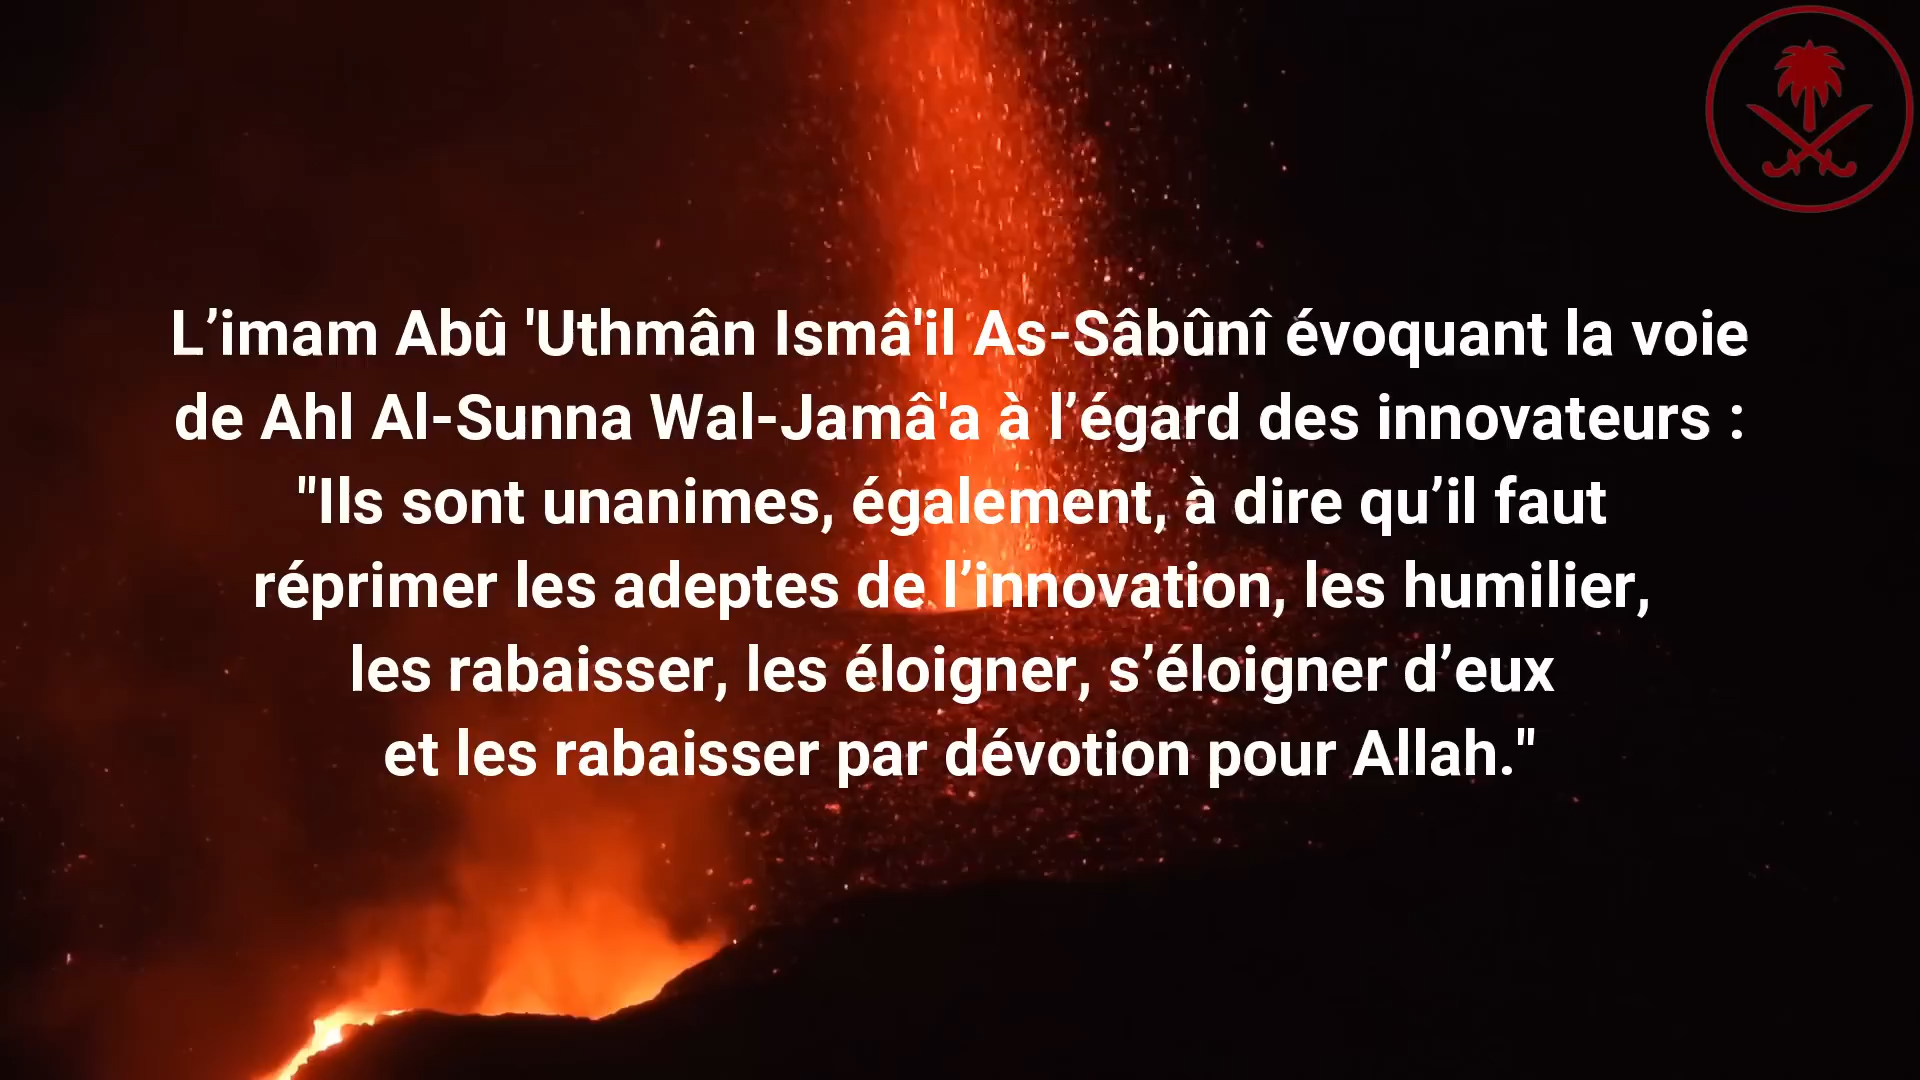 L’imam Abû 'Uthmân Ismâ'il As-Sâbûnî évoquant la voie
de Ahl Al-Sunna Wal-Jamâ'a à l’égard des innovateurs :
"Ils sont unanimes, également, à dire qu’il faut
réprimer les adeptes de l’innovation, les humilier,
les rabaisser, les éloigner, s’éloigner d’eux
et les rabaisser par dévotion pour Allah."